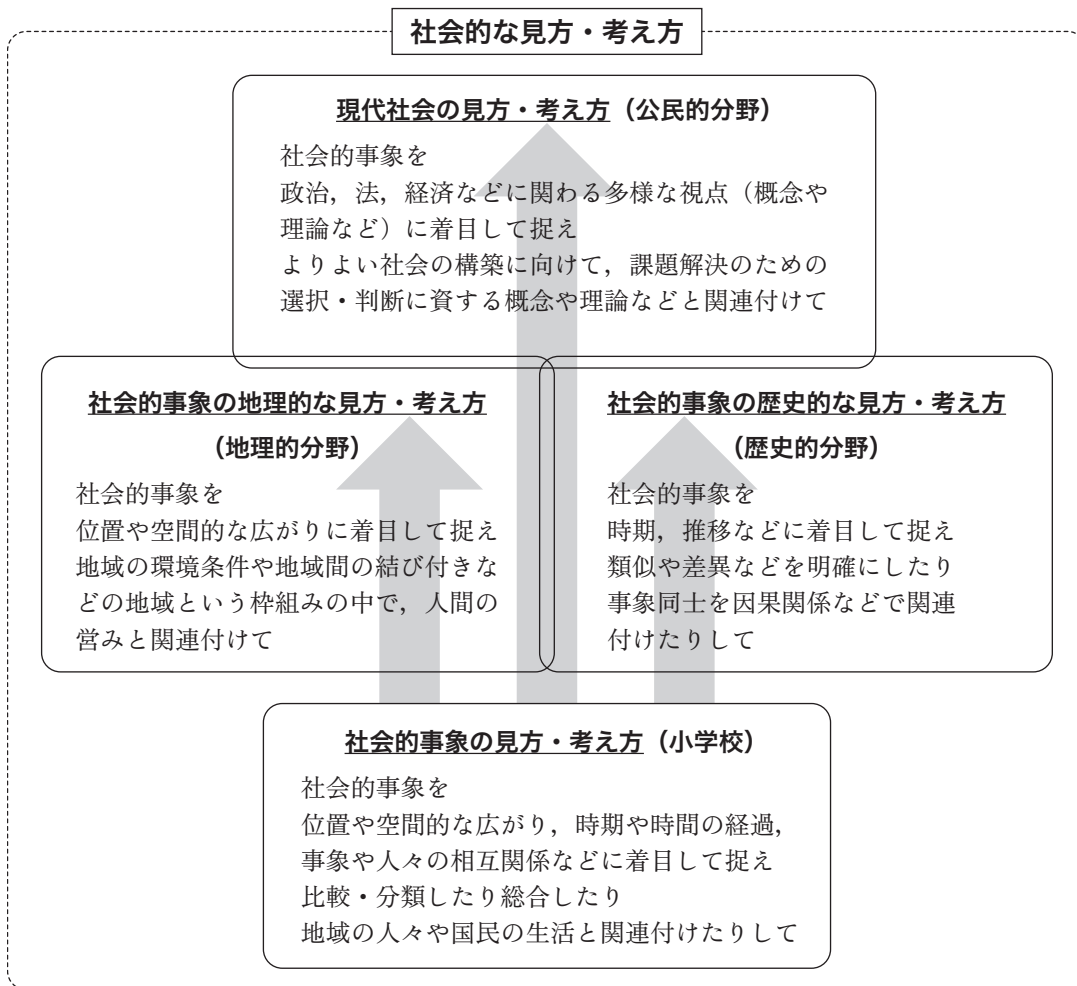 社会的な見方・考え方
現代社会の見方・考え方（公民的分野）
社会的事象を
政治，法，経済などに関わる多様な視点（概念や
理論など）に着目して捉え
よりよい社会の構築に向けて，課題解決のための
選択・判断に資する概念や理論などと関連付けて
社会的事象の地理的な見方・考え方
（地理的分野）
社会的事象を
位置や空間的な広がりに着目して捉え
地域の環境条件や地域間の結び付きな
どの地域という枠組みの中で，人間の
営みと関連付けて
社会的事象の歴史的な見方・考え方
（歴史的分野）
社会的事象を
時期，推移などに着目して捉え
類似や差異などを明確にしたり
事象同士を因果関係などで関連
付けたりして
社会的事象の見方・考え方（小学校）
社会的事象を
位置や空間的な広がり，時期や時間の経過，
事象や人々の相互関係などに着目して捉え
比較・分類したり総合したり
地域の人々や国民の生活と関連付けたりして